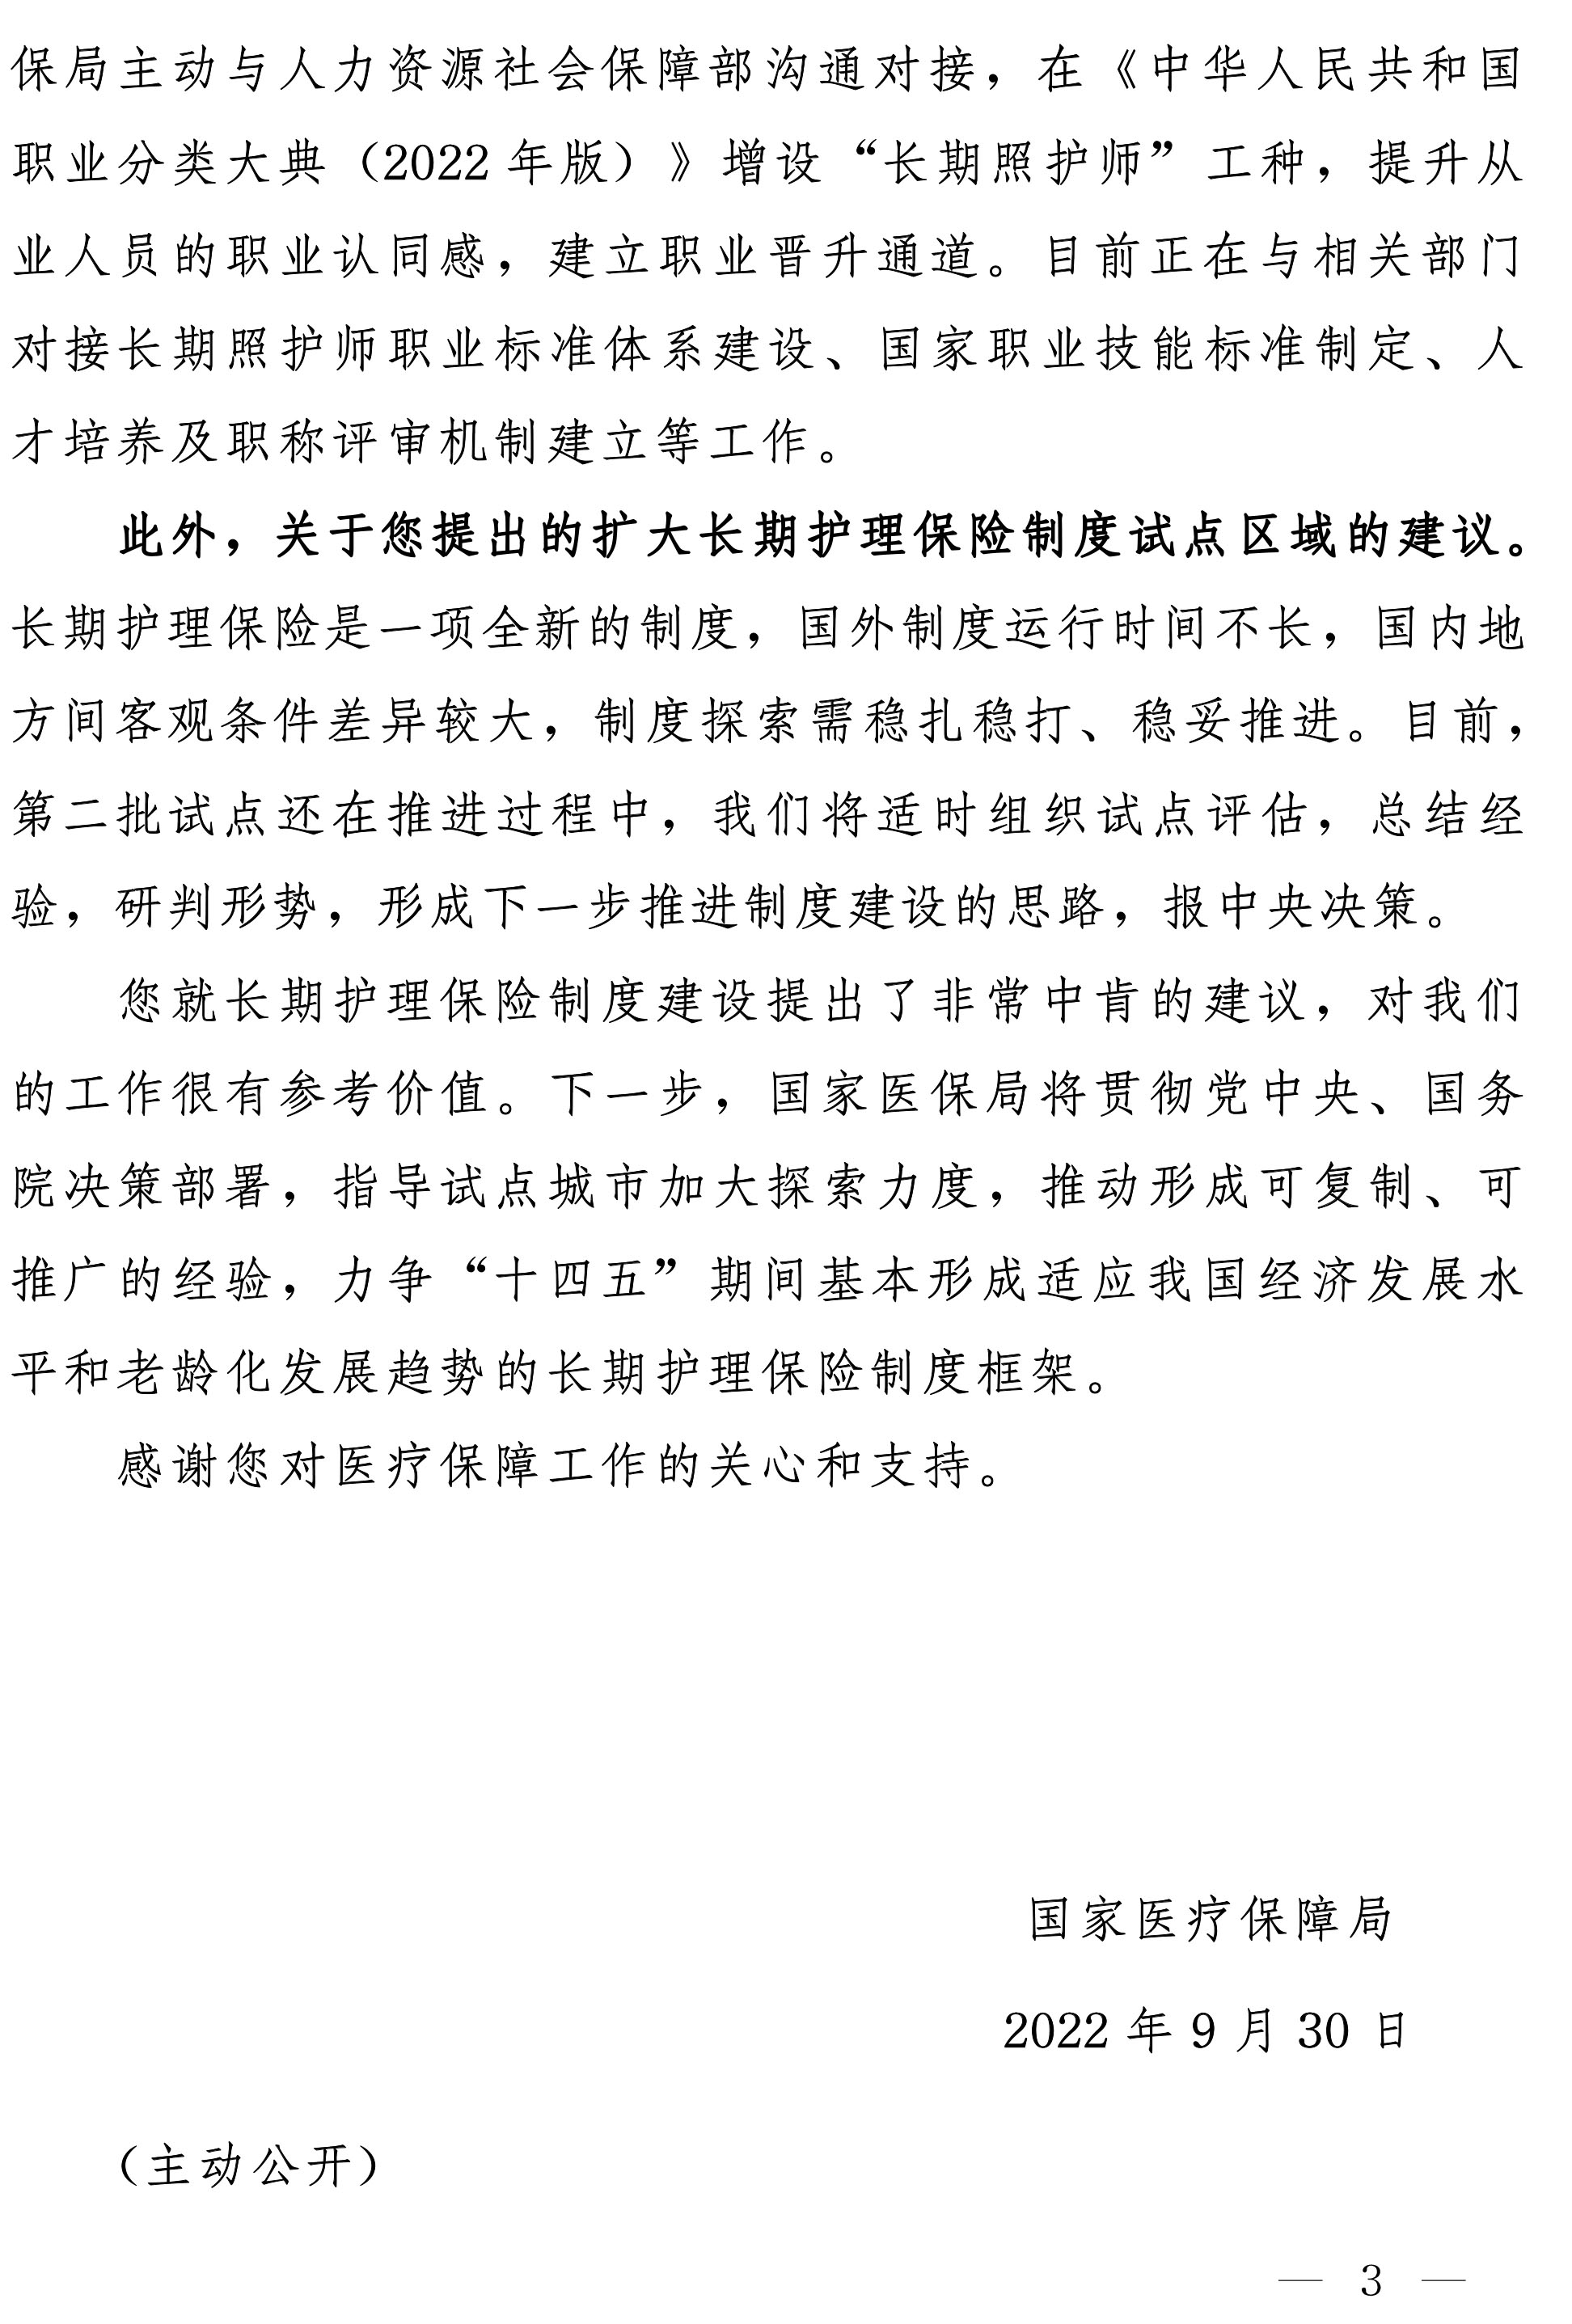 保局主动与人力资源社会保障部沟通对接，在《中华人民共和国
职业分类大典（2022 年版）》增设“长期照护师”工种，提升从
业人员的职业认同感，建立职业晋升通道。目前正在与相关部门
对接长期照护师职业标准体系建设、国家职业技能标准制定、人
才培养及职称评审机制建立等工作。
此外，关于您提出的扩大长期护理保险制度试点区域的建议。
长期护理保险是一项全新的制度，国外制度运行时间不长，国内地
方间客观条件差异较大，制度探索需稳扎稳打、稳妥推进。目前，
第二批试点还在推进过程中，我们将适时组织试点评估，总结经
验，研判形势，形成下一步推进制度建设的思路，报中央决策。
您就长期护理保险制度建设提出了非常中肯的建议，对我们
的工作很有参考价值。下一步，国家医保局将贯彻党中央、国务
院决策部署，指导试点城市加大探索力度，推动形成可复制、可
推广的经验，力争“十四五”期间基本形成适应我国经济发展水
平和老龄化发展趋势的长期护理保险制度框架。
感谢您对医疗保障工作的关心和支持。
国家医疗保障局
2022 年 9 月 30 日
（主动公开）
— 3 —